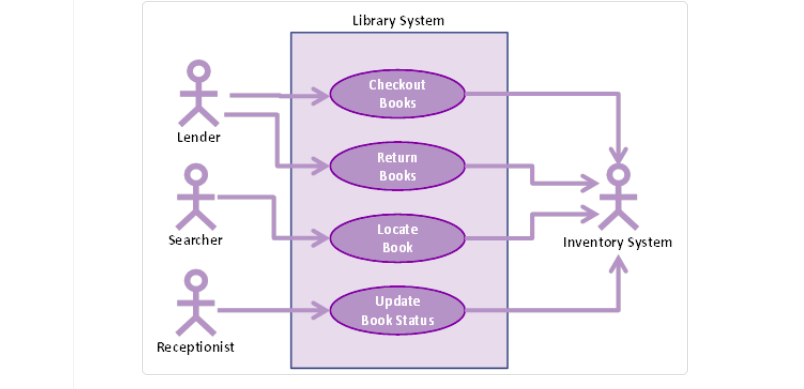 Library System
Checkout
Books
Lender
Return
Books
Searcher
Locate
Book
Inventory System
Receptionist
Update
Book Status